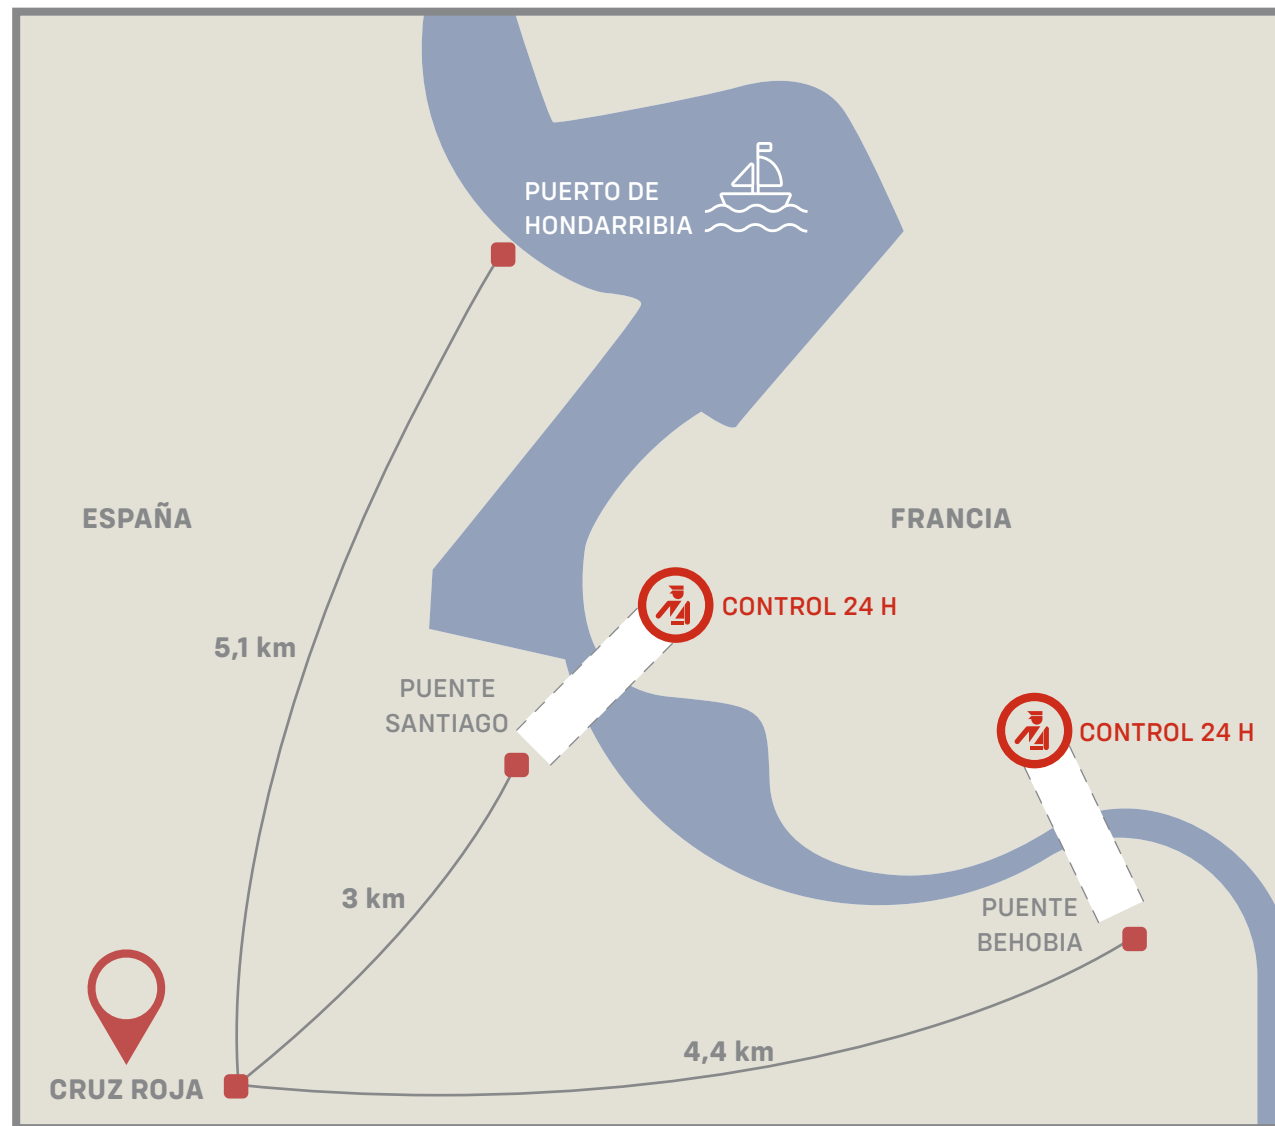 PUERTO DE
HONDARRIBIA
ESPAÑA
FRANCIA
CONTROL 24 H
5,1 km
PUENTE
SANTIAGO
CONTROL 24 H
3 km
PUENTE
BEHOBIA
4,4 km
CRUZ ROJA